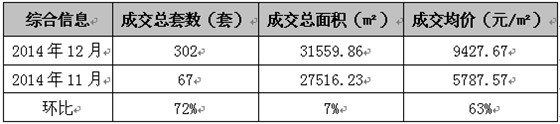 综合信息 成交总套数（套） 成交总面积（m²） 成交均价（元/m²）
2014年12月 302 31559.86 9427.67
2014年11月 67 27516.23 5787.57
环比 72% 7% 63%